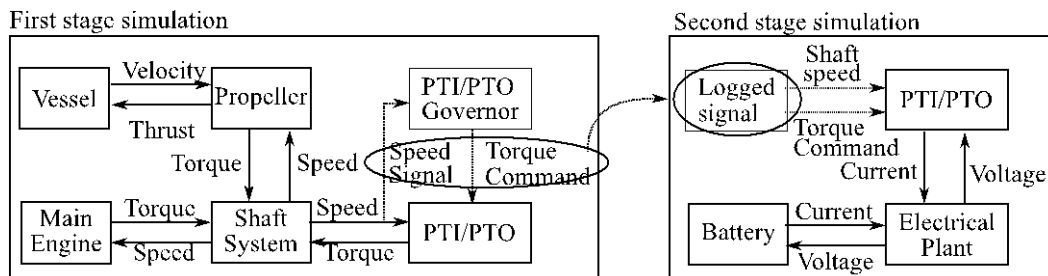 First stage simulation
Vessel
Velocity
Thrust
Propeller
Torque
Speed
Main
Engine
Torque
Speed
Shaft
System
Speed
Torque
PTI/PTO
Governor
Speed
Signal
Torque
Command
PTI/PTO
Second stage simulation
Logged
signal
Shaft
speed
Torque
Command
PTI/PTO
Current
Voltage
Battery
Current
Voltage
Electrical
Plant